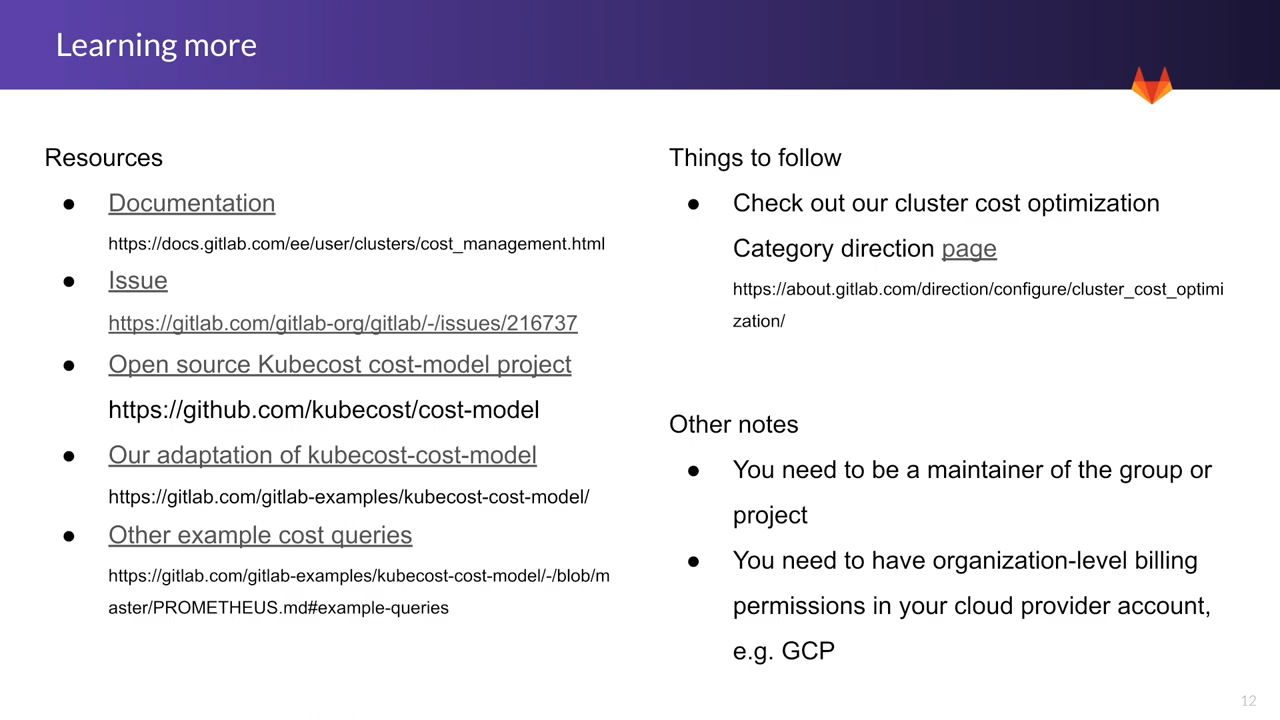 Learning more
Resources
● Documentation
https://docs.gitlab.com/ee/user/clusters/cost_management.html
● Issue
https://gitlab.com/gitlab-org/gitlab/-/issues/216737
● Open source Kubecost cost-model project
https://github.com/kubecost/cost-model
● Our adaptation of kubecost-cost-model
https://gitlab.com/gitlab-examples/kubecost-cost-model/
● Other example cost queries
https://gitlab.com/gitlab-examples/kubecost-cost-model/-/blob/m
aster/PROMETHEUS.md#example-queries
Things to follow
● Check out our cluster cost optimization
Category direction page
https://about.gitlab.com/direction/configure/cluster_cost_optimi
zation/
Other notes
● You need to be a maintainer of the group or
project
● You need to have organization-level billing
permissions in your cloud provider account,
e.g. GCP
12